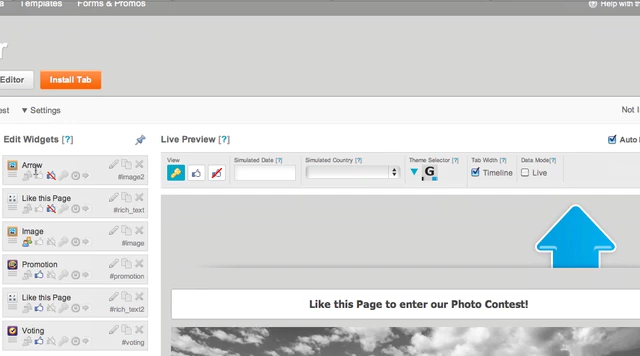 Templates Forms & Promos
Help with
Editor Install Tab
▼ Settings
Edit Widgets [?]
Live Preview [?]
Auto
Arrow
#image2
Like this Page
#rich_text
Image
#image
Promotion
#promotion
Like this Page
#rich_text2
Voting
#voting
View
Simulated Date [?]
Simulated Country [?]
Theme Selector [?]
G
Tab Width [?]
Timeline
Data Mode[?]
Live
Like this Page to enter our Photo Contest!